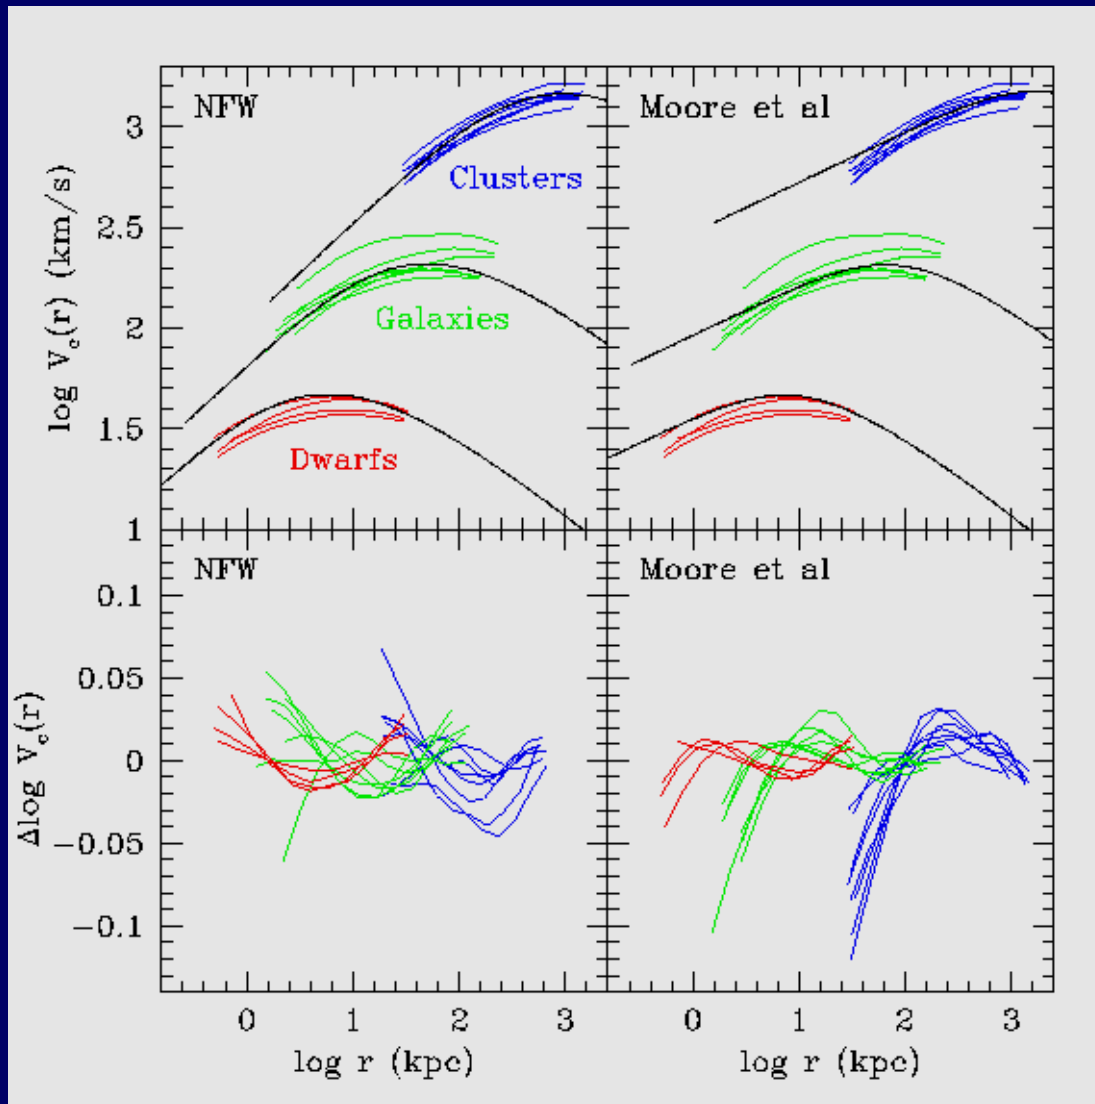 NFW
Moore et al
3
2.5
2
1.5
1
log V_c(r) (km/s)
Clusters
Galaxies
Dwarfs
NFW
Moore et al
0.1
0.05
0
−0.05
−0.1
Δlog V_c(r)
0 1 2 3
0 1 2 3
log r (kpc)
log r (kpc)